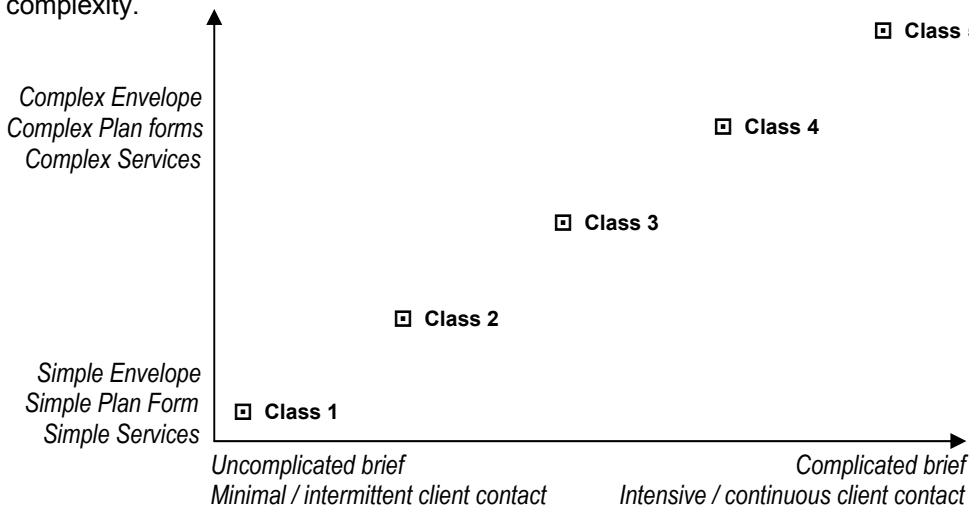 complexity.
Class 5
Complex Envelope
Complex Plan forms
Complex Services
Class 4
Class 3
Class 2
Simple Envelope
Simple Plan Form
Simple Services
Class 1
Uncomplicated brief
Minimal / intermittent client contact
Complicated brief
Intensive / continuous client contact